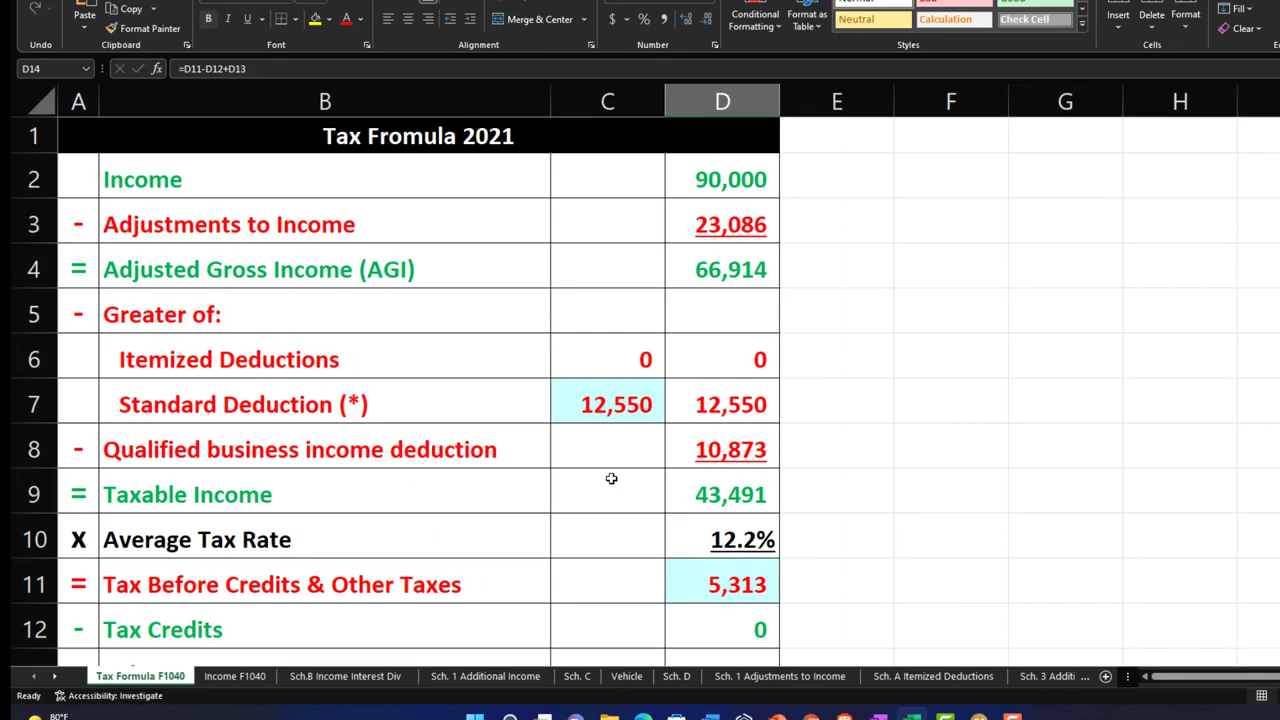 Copy
Paste
Format Painter
B I U A
Merge & Center
$ % ,
Conditional Formatting
Format as Table
Neutral Calculation Check Cell
Insert Delete Format
Fill
Clear
Undo Clipboard Font Alignment Number Styles Cells
D14 fx =D11-D12+D13
A B C D E F G H
1 Tax Fromula 2021
2 Income 90,000
3 - Adjustments to Income 23,086
4 = Adjusted Gross Income (AGI) 66,914
5 - Greater of:
6 Itemized Deductions 0 0
7 Standard Deduction (*) 12,550 12,550
8 - Qualified business income deduction 10,873
9 = Taxable Income 43,491
10 X Average Tax Rate 12.2%
11 = Tax Before Credits & Other Taxes 5,313
12 - Tax Credits 0
Tax Formula F1040 Income F1040 Sch.B Income Interest Div Sch. 1 Additional Income Sch. C Vehicle Sch. D Sch. 1 Adjustments to Income Sch. A Itemized Deductions Sch. 3 Additi ...
Ready Accessibility: Investigate
80°F